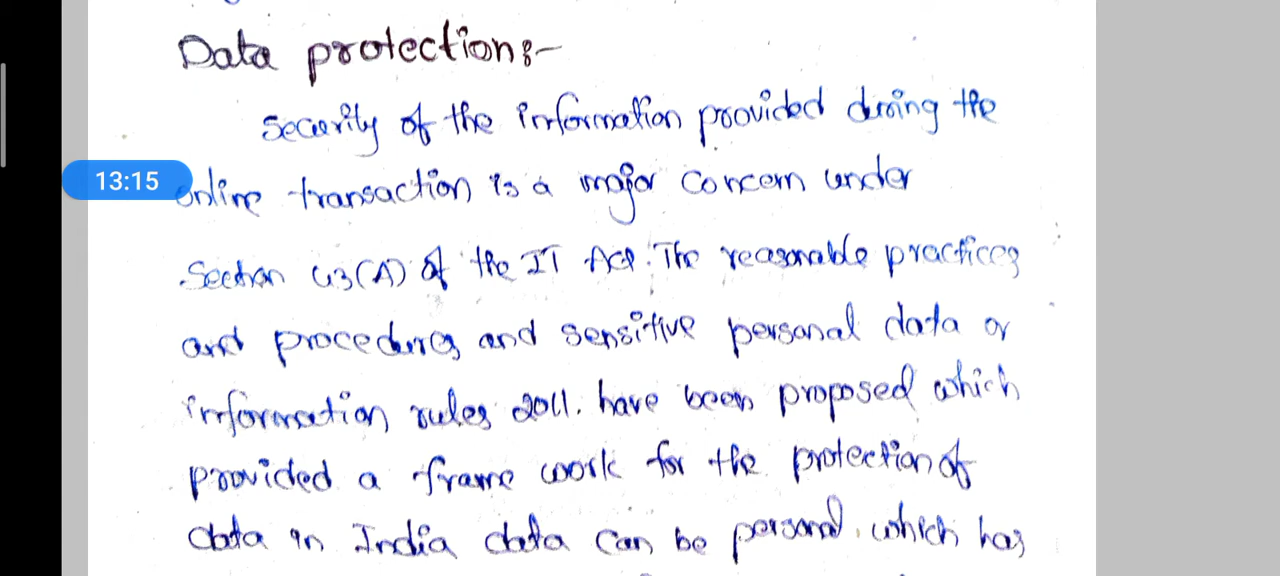 Data protection:-
Security of the information provided during the
13:15
online transaction is a major concern under
Section 43(A) of the IT Act. The reasonable practices
and procedures and sensitive personal data or
information rules 2011. have been proposed which
provided a frame work for the protection of
data in India data can be personal, which has